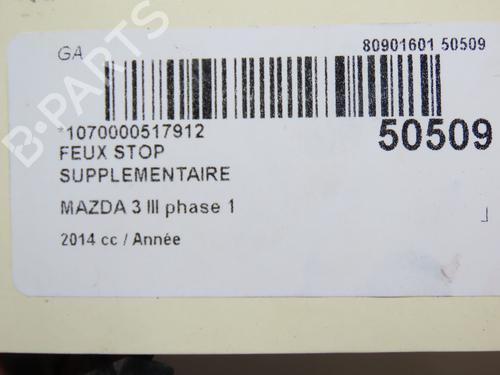 GA
80901601 50509
*1070000517912
50509
FEUX STOP
SUPPLEMENTAIRE
MAZDA 3 III phase 1
2014 cc / Année
B-PARTS